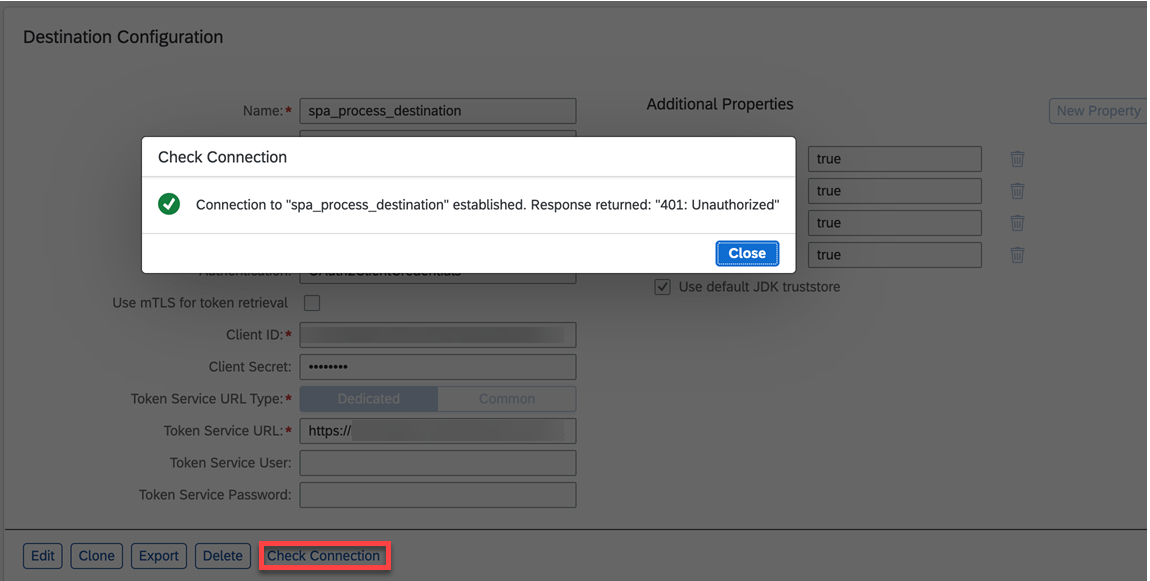 Destination Configuration
Name:* spa_process_destination
Additional Properties
New Property
Check Connection
Connection to "spa_process_destination" established. Response returned: "401: Unauthorized"
Close
true
true
true
true
Authentication: OAuth2ClientCredentials
Use default JDK truststore
Use mTLS for token retrieval
Client ID:*
Client Secret: ••••••••
Token Service URL Type:* Dedicated Common
Token Service URL:* https://
Token Service User:
Token Service Password:
Edit Clone Export Delete Check Connection